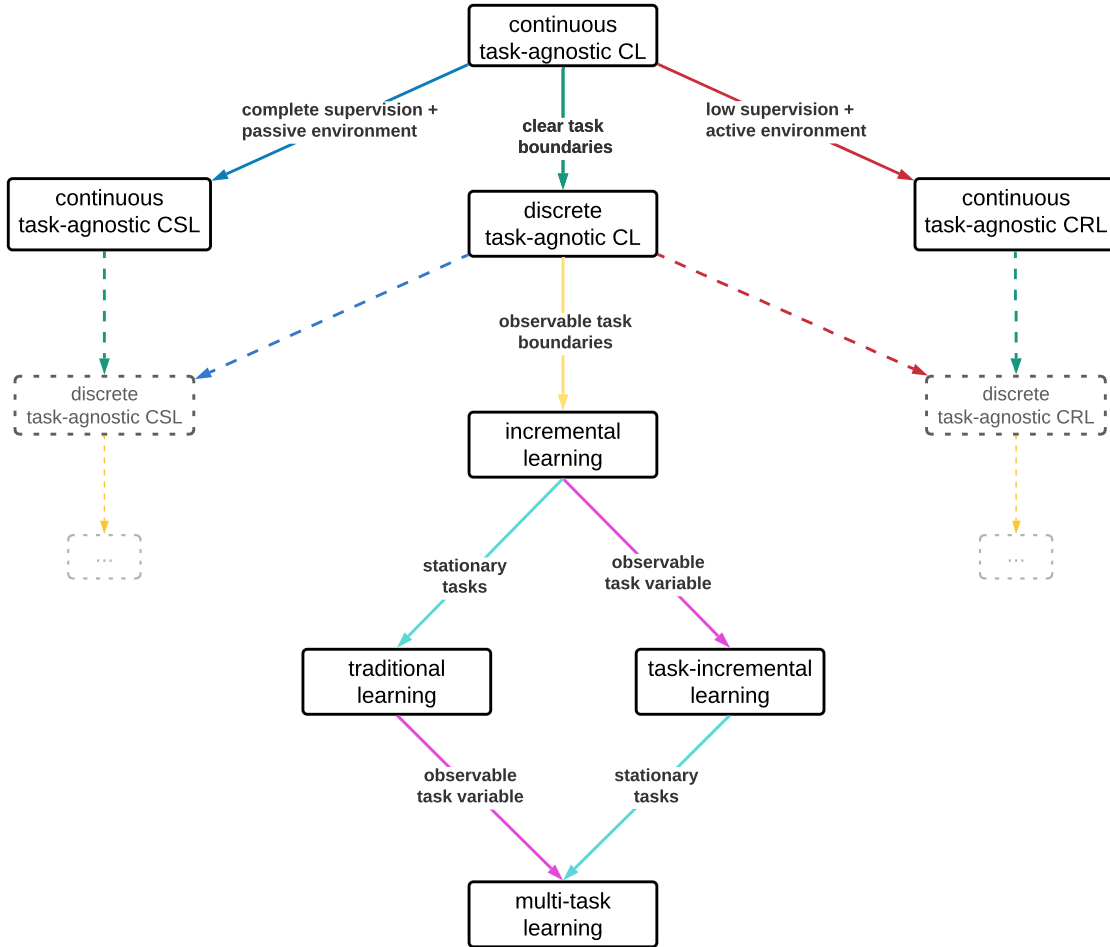 continuous
task-agnostic CL
complete supervision +
passive environment
clear task
boundaries
low supervision +
active environment
continuous
task-agnostic CSL
discrete
task-agnotic CL
continuous
task-agnostic CRL
observable task
boundaries
discrete
task-agnostic CSL
discrete
task-agnostic CRL
incremental
learning
...
...
stationary
tasks
observable
task variable
traditional
learning
task-incremental
learning
observable
task variable
stationary
tasks
multi-task
learning